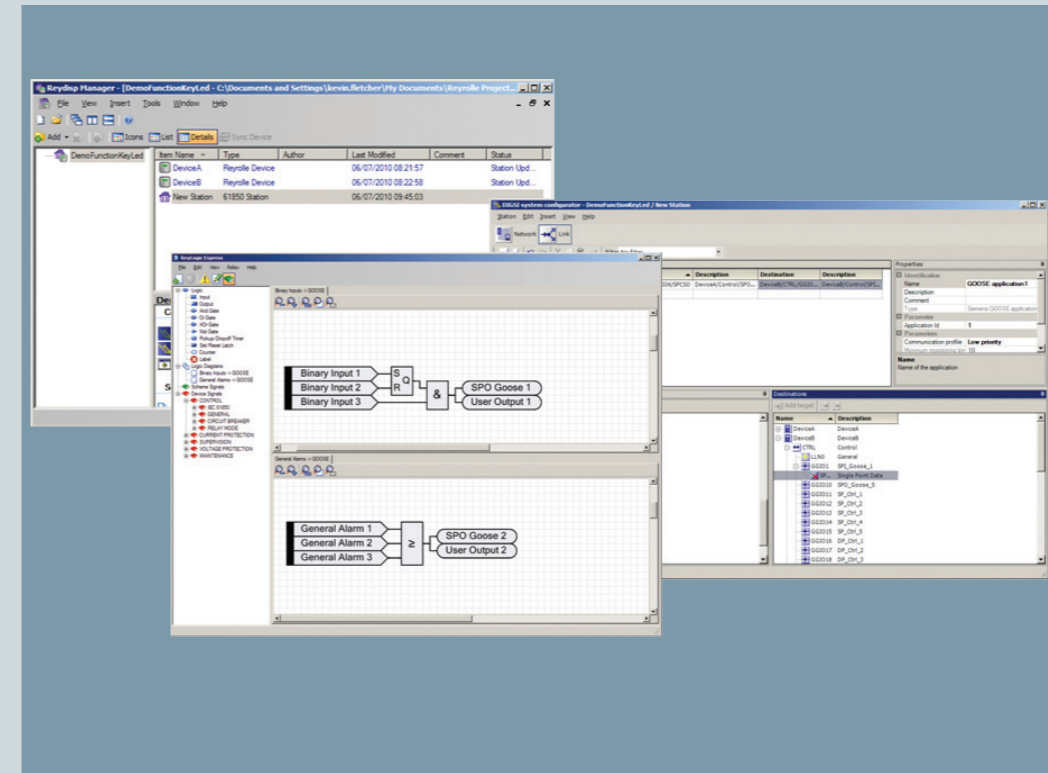 Reydisp Manager - [DemoFunctionKeyLed - C:\Documents and Settings\kevin.fletcher\My Documents\Reyrolle Project...
File View Insert Tools Window Help
Add Icons List Details Sync Device
DemoFunctionKeyLed
Item Name Type Author Last Modified Comment Status
DeviceA Reyrolle Device 06/07/2010 08:21:57 Station Upd...
DeviceB Reyrolle Device 06/07/2010 08:22:58 Station Upd...
New Station 61850 Station 06/07/2010 09:45:03
DIGSI system configurator - DemoFunctionKeyLed / New Station
Station Edit Insert View Help
Network Link
Description Destination Description
DeviceA/Control/SPO... DeviceB/CTRL/GGIO... DeviceB/Control/SPI...
Properties
Identification
Name GOOSE application1
Description
Comment
Type Siemens GOOSE application
Parameter
Application Id 1
Parameters
Communication profile Low priority
Name
Name of the application
Destinations
Add target
Name Description
DeviceA DeviceA
DeviceB DeviceB
CTRL Control
LLN0 General
GGIO1 SPI_Goose_1
SP... Single Point Data
GGIO10 SPO_Goose_5
GGIO11 SP_Ctrl_1
GGIO12 SP_Ctrl_2
GGIO13 SP_Ctrl_3
GGIO14 SP_Ctrl_4
GGIO15 SP_Ctrl_5
GGIO16 DP_Ctrl_1
GGIO17 DP_Ctrl_2
GGIO18 DP_Ctrl_3
Reylogic Express
File Edit View Relay Help
Logic
Input
Output
And Gate
Or Gate
XOr Gate
Not Gate
Pickup/Dropoff Timer
Set Reset Latch
Counter
Label
Logic Diagrams
Binary Inputs -> GOOSE
General Alarms -> GOOSE
Scheme Signals
Device Signals
CONTROL
IEC 61850
GENERAL
CIRCUIT BREAKER
RELAY MODE
CURRENT PROTECTION
SUPERVISION
VOLTAGE PROTECTION
MAINTENANCE
Binary Inputs -> GOOSE
Binary Input 1
Binary Input 2
Binary Input 3
S
Q
R
&
SPO Goose 1
User Output 1
General Alarms -> GOOSE
General Alarm 1
General Alarm 2
General Alarm 3
≥
SPO Goose 2
User Output 2